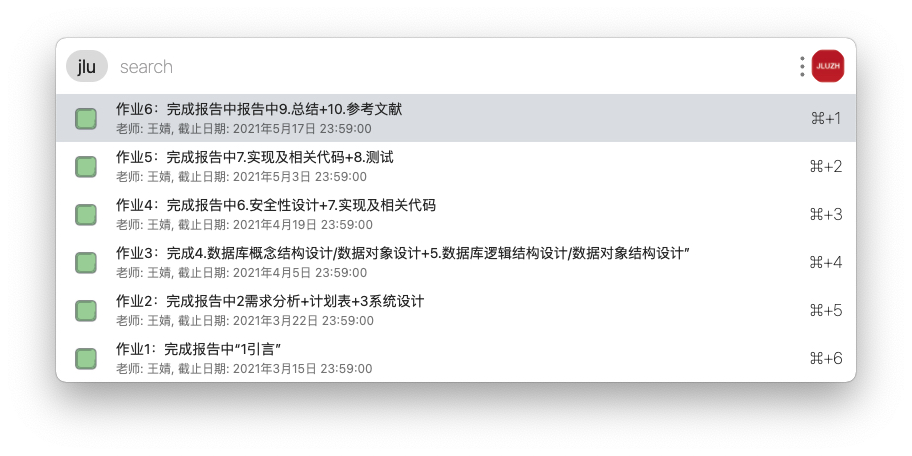 jlu search JLUZH
作业6：完成报告中报告中9.总结+10.参考文献
老师: 王婧, 截止日期: 2021年5月17日 23:59:00
⌘+1
作业5：完成报告中7.实现及相关代码+8.测试
老师: 王婧, 截止日期: 2021年5月3日 23:59:00
⌘+2
作业4：完成报告中6.安全性设计+7.实现及相关代码
老师: 王婧, 截止日期: 2021年4月19日 23:59:00
⌘+3
作业3：完成4.数据库概念结构设计/数据对象设计+5.数据库逻辑结构设计/数据对象结构设计”
老师: 王婧, 截止日期: 2021年4月5日 23:59:00
⌘+4
作业2：完成报告中2需求分析+计划表+3系统设计
老师: 王婧, 截止日期: 2021年3月22日 23:59:00
⌘+5
作业1：完成报告中“1引言”
老师: 王婧, 截止日期: 2021年3月15日 23:59:00
⌘+6